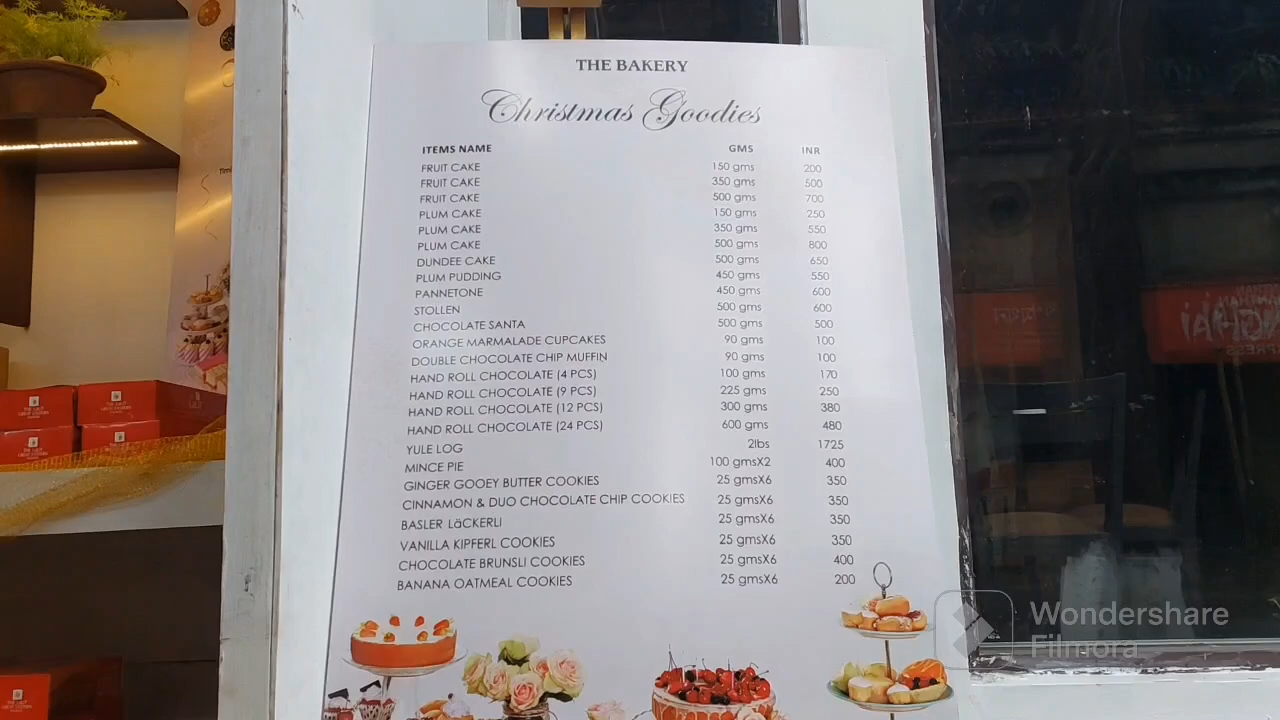 THE BAKERY
Christmas Goodies
ITEMS NAME GMS INR
FRUIT CAKE 150 gms 200
FRUIT CAKE 350 gms 500
FRUIT CAKE 500 gms 700
PLUM CAKE 150 gms 250
PLUM CAKE 350 gms 550
PLUM CAKE 500 gms 800
DUNDEE CAKE 500 gms 650
PLUM PUDDING 450 gms 550
PANNETONE 450 gms 600
STOLLEN 500 gms 600
CHOCOLATE SANTA 500 gms 500
ORANGE MARMALADE CUPCAKES 90 gms 100
DOUBLE CHOCOLATE CHIP MUFFIN 90 gms 100
HAND ROLL CHOCOLATE (4 PCS) 100 gms 170
HAND ROLL CHOCOLATE (9 PCS) 225 gms 250
HAND ROLL CHOCOLATE (12 PCS) 300 gms 380
HAND ROLL CHOCOLATE (24 PCS) 600 gms 480
YULE LOG 2lbs 1725
MINCE PIE 100 gmsX2 400
GINGER GOOEY BUTTER COOKIES 25 gmsX6 350
CINNAMON & DUO CHOCOLATE CHIP COOKIES 25 gmsX6 350
BASLER LäCKERLI 25 gmsX6 350
VANILLA KIPFERL COOKIES 25 gmsX6 350
CHOCOLATE BRUNSLI COOKIES 25 gmsX6 400
BANANA OATMEAL COOKIES 25 gmsX6 200
Wondershare
Filmora